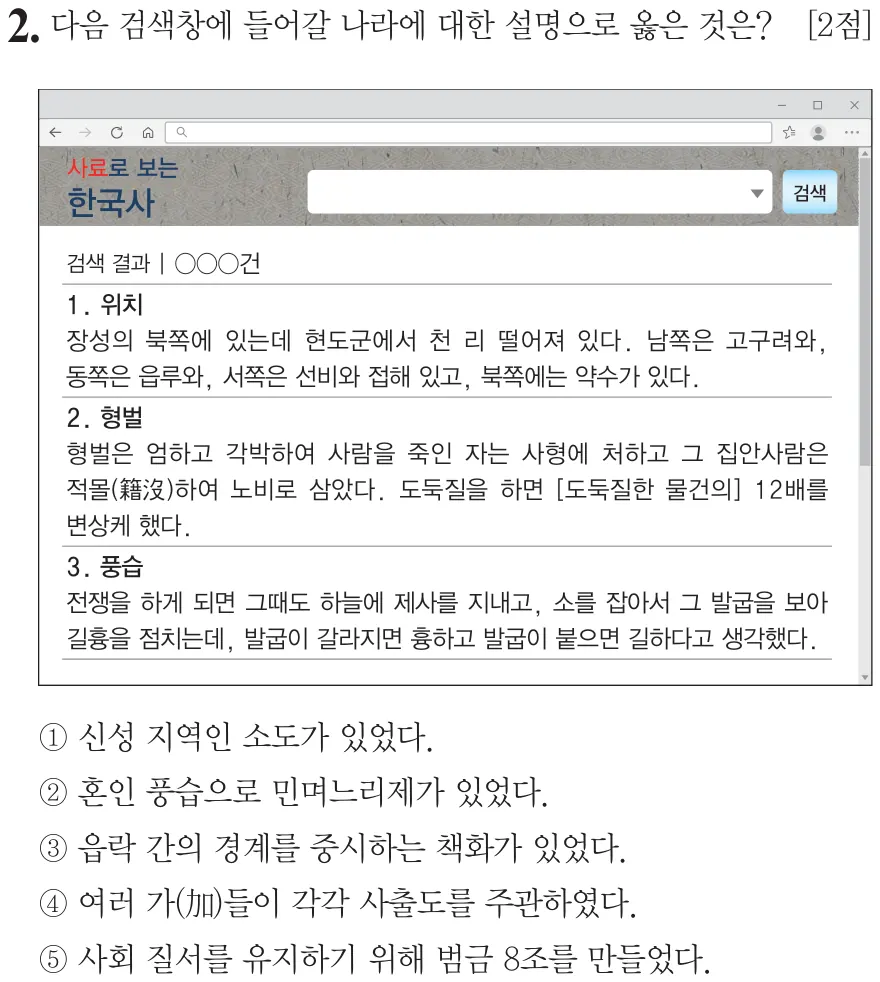 2. 다음 검색창에 들어갈 나라에 대한 설명으로 옳은 것은? [2점]
사료로 보는
한국사
검색
검색 결과 | ○○○건
1. 위치
장성의 북쪽에 있는데 현도군에서 천 리 떨어져 있다. 남쪽은 고구려와,
동쪽은 읍루와, 서쪽은 선비와 접해 있고, 북쪽에는 약수가 있다.
2. 형벌
형벌은 엄하고 각박하여 사람을 죽인 자는 사형에 처하고 그 집안사람은
적몰(籍沒)하여 노비로 삼았다. 도둑질을 하면 [도둑질한 물건의] 12배를
변상케 했다.
3. 풍습
전쟁을 하게 되면 그때도 하늘에 제사를 지내고, 소를 잡아서 그 발굽을 보아
길흉을 점치는데, 발굽이 갈라지면 흉하고 발굽이 붙으면 길하다고 생각했다.
① 신성 지역인 소도가 있었다.
② 혼인 풍습으로 민며느리제가 있었다.
③ 읍락 간의 경계를 중시하는 책화가 있었다.
④ 여러 가(加)들이 각각 사출도를 주관하였다.
⑤ 사회 질서를 유지하기 위해 범금 8조를 만들었다.